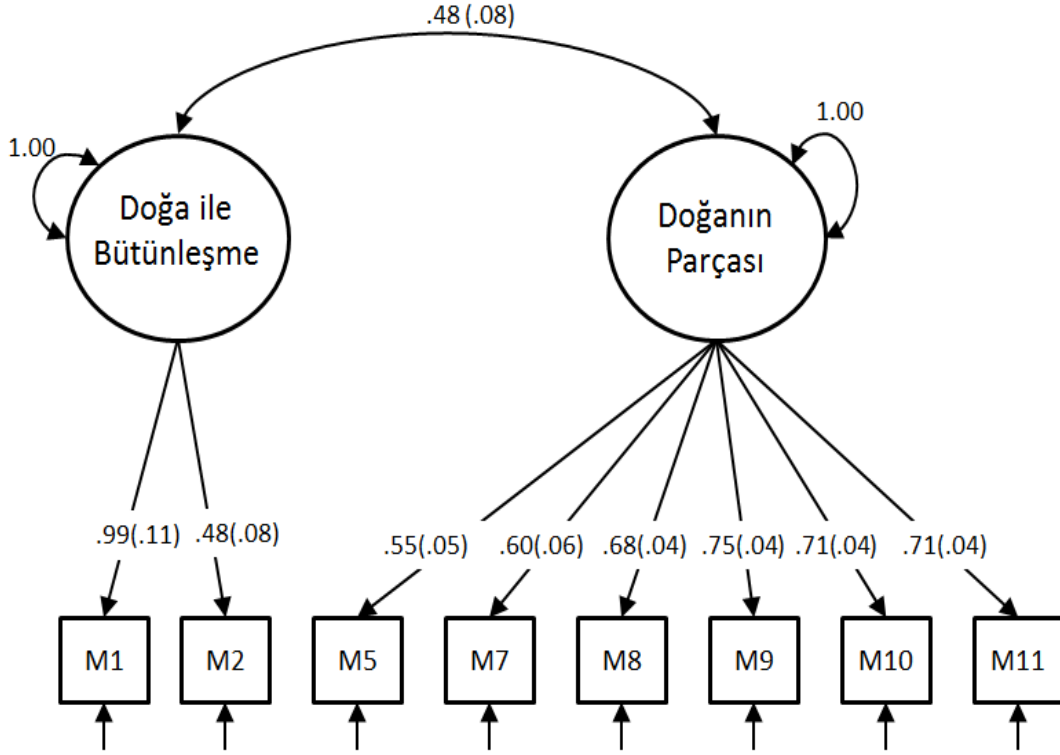 .48 (.08)
1.00
1.00
Doğa ile
Bütünleşme
Doğanın
Parçası
.99(.11) .48(.08) .55(.05) .60(.06) .68(.04) .75(.04) .71(.04) .71(.04)
M1 M2 M5 M7 M8 M9 M10 M11